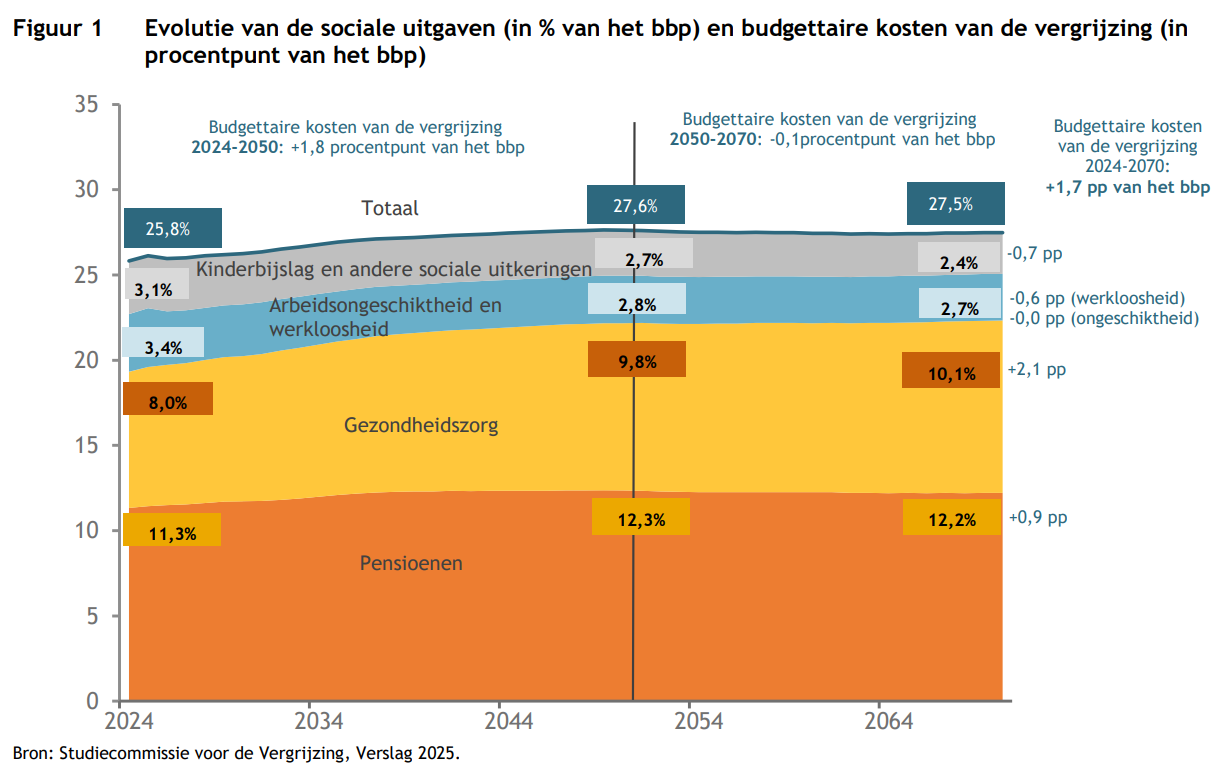 Figuur 1 Evolutie van de sociale uitgaven (in % van het bbp) en budgettaire kosten van de vergrijzing (in
procentpunt van het bbp)
35
Budgettaire kosten van de vergrijzing
2024-2050: +1,8 procentpunt van het bbp
Budgettaire kosten van de vergrijzing
2050-2070: -0,1procentpunt van het bbp
Budgettaire kosten
van de vergrijzing
2024-2070:
+1,7 pp van het bbp
30
25,8%
Totaal
27,6%
27,5%
25
Kinderbijslag en andere sociale uitkeringen
3,1%
2,7%
2,4%
-0,7 pp
Arbeidsongeschiktheid en
werkloosheid
3,4%
2,8%
2,7%
-0,6 pp (werkloosheid)
-0,0 pp (ongeschiktheid)
20
8,0%
9,8%
10,1%
+2,1 pp
Gezondheidszorg
15
11,3%
12,3%
12,2%
+0,9 pp
10
Pensioenen
5
0
2024 2034 2044 2054 2064
Bron: Studiecommissie voor de Vergrijzing, Verslag 2025.